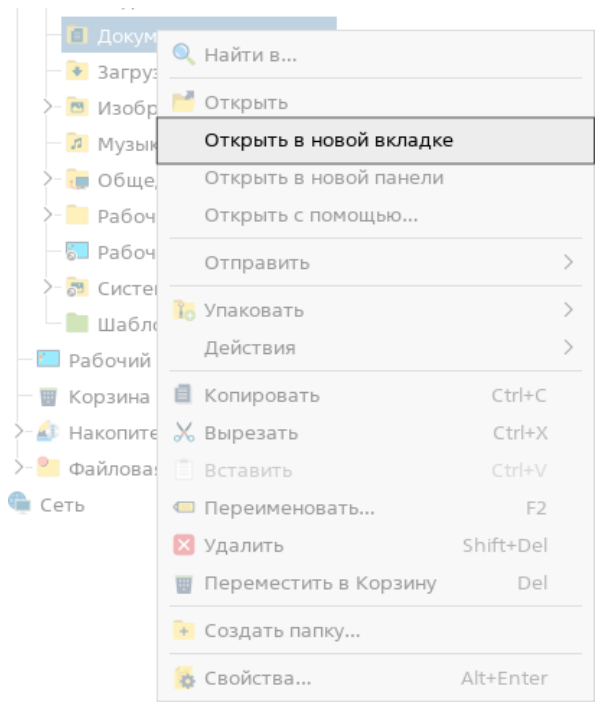 Докум
Найти в...
Загруз
Открыть
Изобр
Открыть в новой вкладке
Музык
Открыть в новой панели
Обще
Открыть с помощью...
Рабоч
Рабоч
Отправить
Систе
Упаковать
Шабло
Действия
Рабочий
Копировать Ctrl+C
Корзина
Вырезать Ctrl+X
Накопите
Вставить Ctrl+V
Файловая
Переименовать... F2
Сеть
Удалить Shift+Del
Переместить в Корзину Del
Создать папку...
Свойства... Alt+Enter